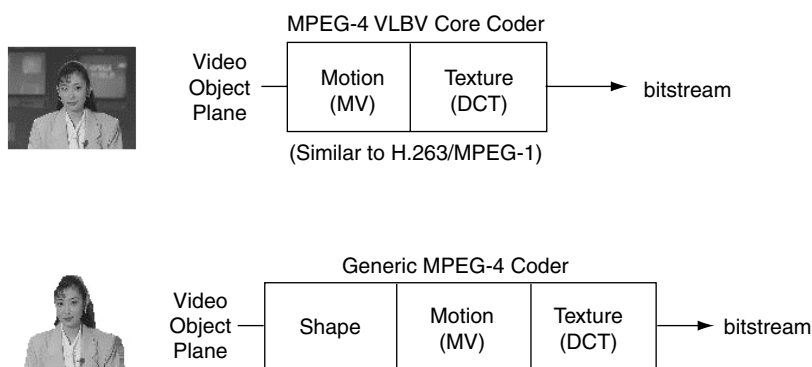 MPEG-4 VLBV Core Coder
Video
Object
Plane
Motion
(MV)
Texture
(DCT)
bitstream
(Similar to H.263/MPEG-1)
Generic MPEG-4 Coder
Video
Object
Plane
Shape
Motion
(MV)
Texture
(DCT)
bitstream